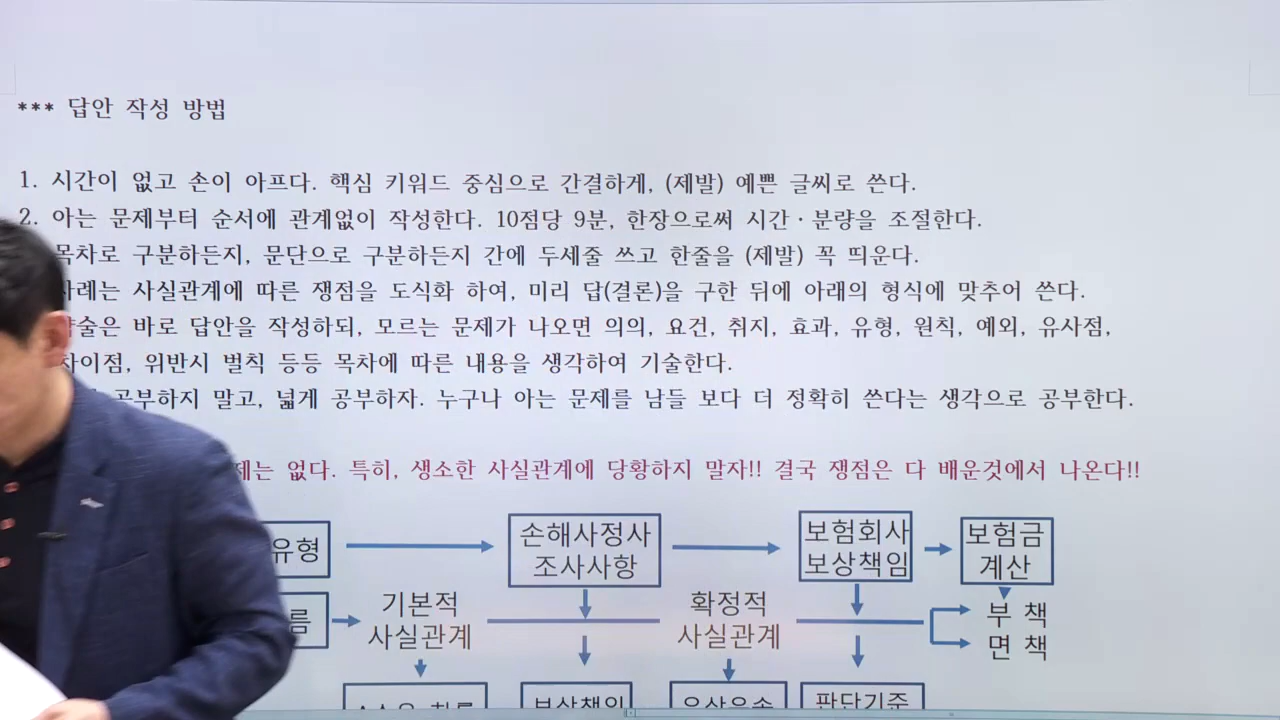 *** 답안 작성 방법
1. 시간이 없고 손이 아프다. 핵심 키워드 중심으로 간결하게, (제발) 예쁜 글씨로 쓴다.
2. 아는 문제부터 순서에 관계없이 작성한다. 10점당 9분, 한장으로써 시간·분량을 조절한다.
목차로 구분하든지, 문단으로 구분하든지 간에 두세줄 쓰고 한줄을 (제발) 꼭 띄운다.
사례는 사실관계에 따른 쟁점을 도식화 하여, 미리 답(결론)을 구한 뒤에 아래의 형식에 맞추어 쓴다.
약술은 바로 답안을 작성하되, 모르는 문제가 나오면 의의, 요건, 취지, 효과, 유형, 원칙, 예외, 유사점,
차이점, 위반시 벌칙 등등 목차에 따른 내용을 생각하여 기술한다.
공부하지 말고, 넓게 공부하자. 누구나 아는 문제를 남들 보다 더 정확히 쓴다는 생각으로 공부한다.
없다. 특히, 생소한 사실관계에 당황하지 말자!! 결국 쟁점은 다 배운것에서 나온다!!
유형
손해사정사
조사사항
보험회사
보상책임
보험금
계산
기본적
사실관계
확정적
사실관계
부 책
면 책
보상책임
판단기준